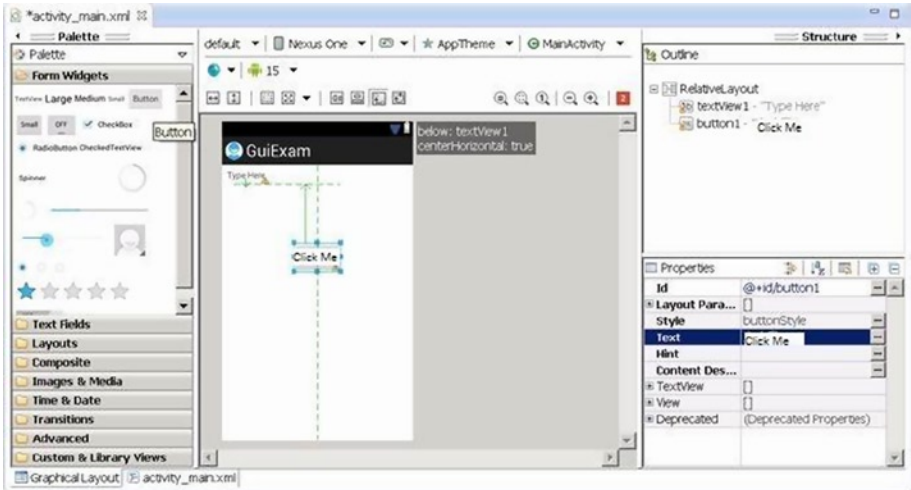 *activity_main.xml
Palette
Palette
Form Widgets
TextView Large Medium Small Button
Small OFF CheckBox
Button
RadioButton CheckedTextView
Spinner
Text Fields
Layouts
Composite
Images & Media
Time & Date
Transitions
Advanced
Custom & Library Views
default Nexus One AppTheme MainActivity
15
2
below: textView1
centerHorizontal: true
GuiExam
Type Here
Click Me
Structure
Outline
RelativeLayout
textView1 - "Type Here"
button1 - Click Me
Properties
Id @+id/button1
Layout Para... []
Style buttonStyle
Text Click Me
Hint
Content Des...
TextView []
View []
Deprecated (Deprecated Properties)
Graphical Layout activity_main.xml